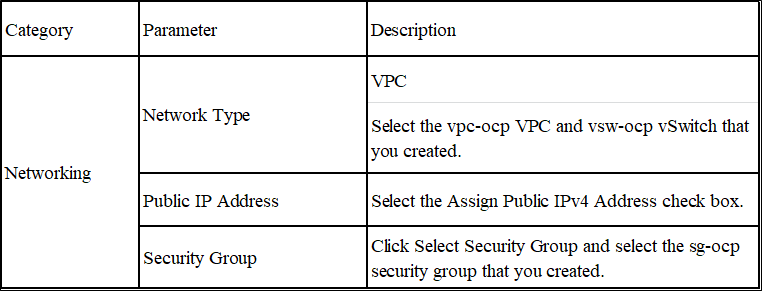 Category
Parameter
Description
Networking
Network Type
VPC
Select the vpc-ocp VPC and vsw-ocp vSwitch that
you created.
Public IP Address
Select the Assign Public IPv4 Address check box.
Security Group
Click Select Security Group and select the sg-ocp
security group that you created.